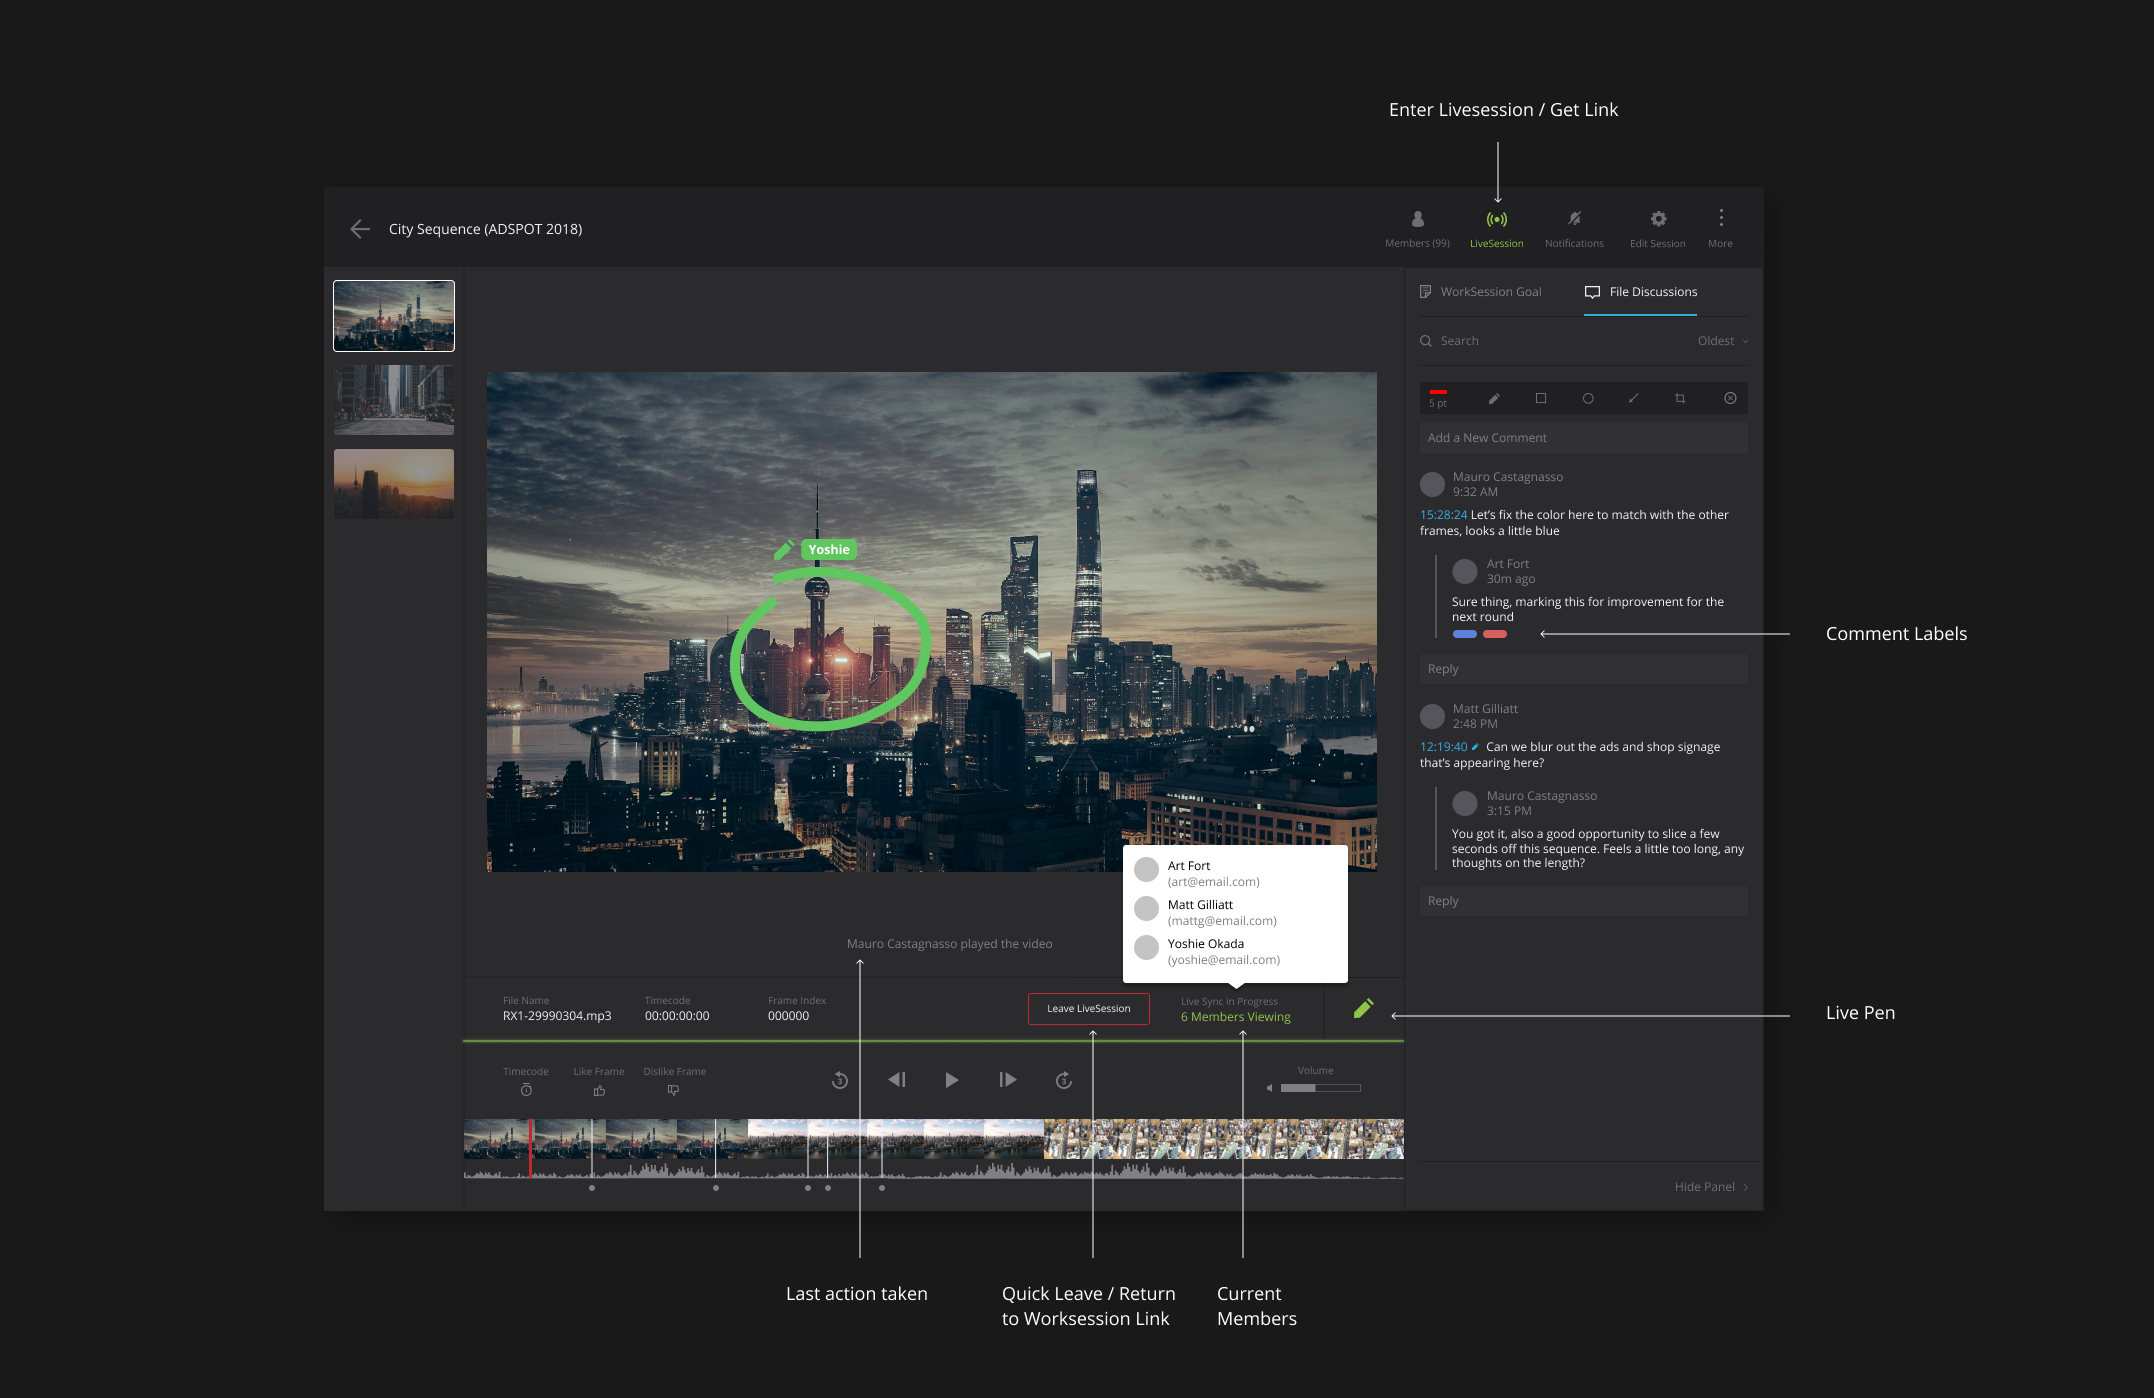 Enter Livesession / Get Link
City Sequence (ADSPOT 2018)
Members (99)
LiveSession
Notifications
Edit Session
More
WorkSession Goal
File Discussions
Search
Oldest
5 pt
Add a New Comment
Mauro Castagnasso
9:32 AM
15:28:24 Let's fix the color here to match with the other
frames, looks a little blue
Art Fort
30m ago
Sure thing, marking this for improvement for the
next round
Comment Labels
Reply
Matt Gilliatt
2:48 PM
12:19:40 Can we blur out the ads and shop signage
that's appearing here?
Mauro Castagnasso
3:15 PM
You got it, also a good opportunity to slice a few
seconds off this sequence. Feels a little too long, any
thoughts on the length?
Reply
Yoshie
Art Fort
(art@email.com)
Matt Gilliatt
(mattg@email.com)
Yoshie Okada
(yoshie@email.com)
Mauro Castagnasso played the video
File Name
RX1-29990304.mp3
Timecode
00:00:00:00
Frame Index
000000
Leave LiveSession
Live Sync in Progress
6 Members Viewing
Live Pen
Timecode
Like Frame
Dislike Frame
3
3
Volume
Hide Panel
Last action taken
Quick Leave / Return
to Worksession Link
Current
Members